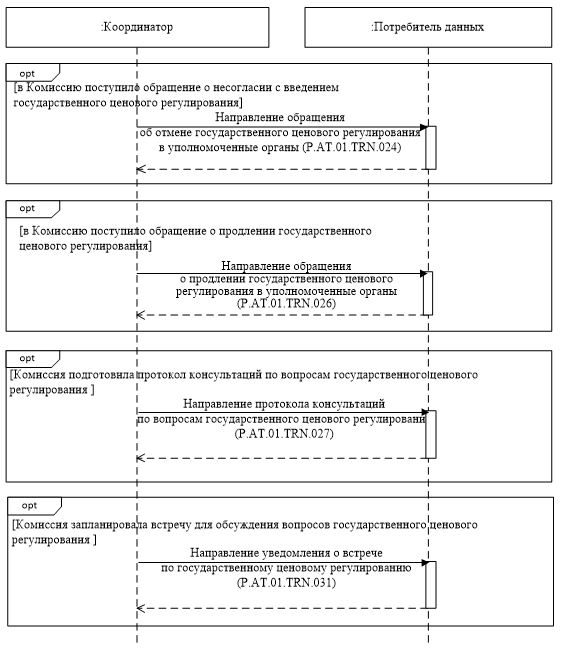 :Координатор
:Потребитель данных
opt
[в Комиссию поступило обращение о несогласии с введением
государственного ценового регулирования]
Направление обращения
об отмене государственного ценового регулирования
в уполномоченные органы (P.AT.01.TRN.024)
opt
[в Комиссию поступило обращение о продлении государственного
ценового регулирования]
Направление обращения
о продлении государственного ценового
регулирования в уполномоченные органы
(P.AT.01.TRN.026)
opt
[Комиссия подготовила протокол консультаций по вопросам государственного ценового
регулирования ]
Направление протокола консультаций
по вопросам государственного ценового регулировани
(P.AT.01.TRN.027)
opt
[Комиссия запланировала встречу для обсуждения вопросов государственного ценового
регулирования ]
Направление уведомления о встрече
по государственному ценовому регулированию
(P.AT.01.TRN.031)